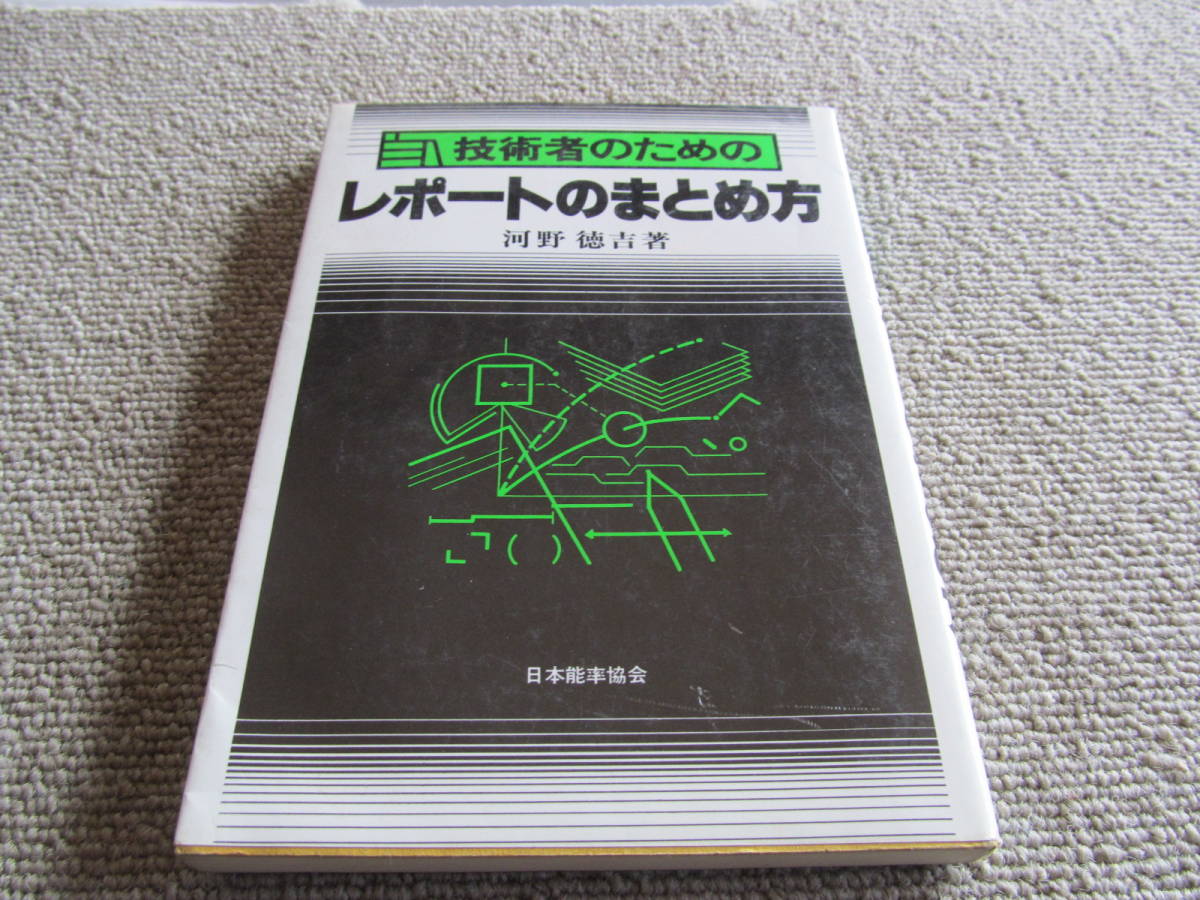 技術者のための
レポートのまとめ方
河野 徳吉著
日本能率協会